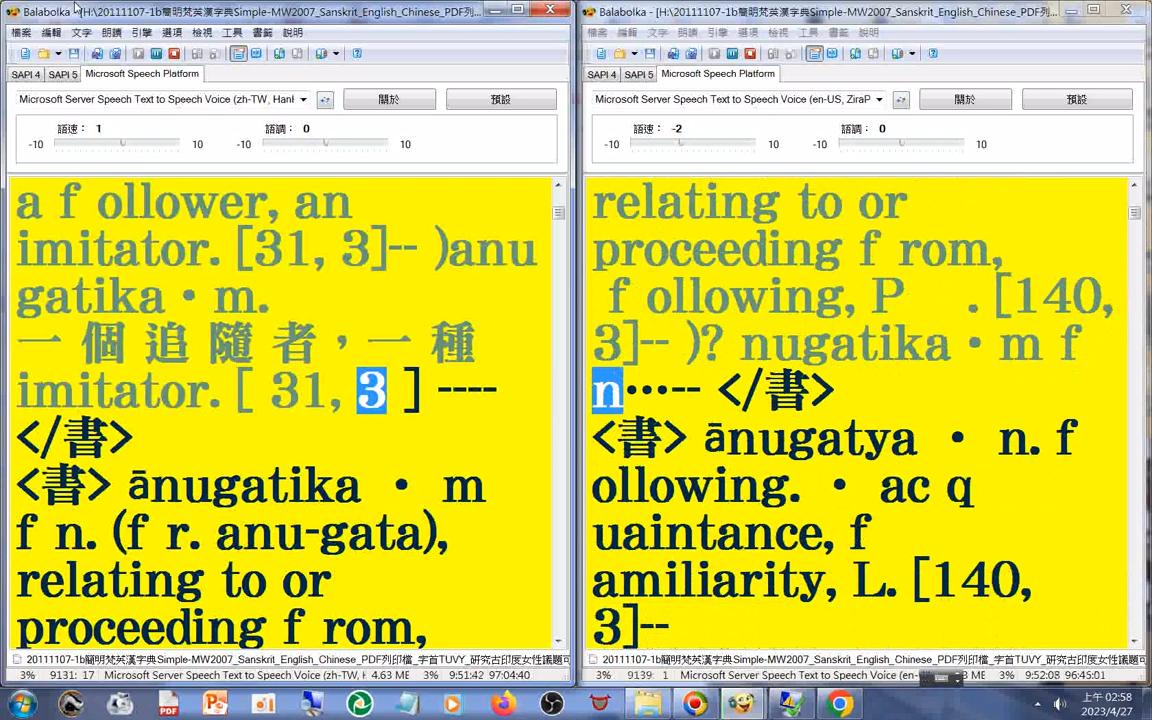 Balabolka - [H:\20111107-1b簡明梵英漢字典Simple-MW2007_Sanskrit_English_Chinese_PDF列...
檔案 編輯 文字 朗讀 引擎 選項 檢視 工具 書籤 說明
SAPI 4 SAPI 5 Microsoft Speech Platform
Microsoft Server Speech Text to Speech Voice (zh-TW, Hanl 關於 預設
語速： 1 語調： 0
-10 10 -10 10
a f ollower, an
imitator. [31, 3]-- )anu
gatika • m.
一 個 追 隨 者，一 種
imitator. [ 31, 3 ] ----
</書>
<書> ānugatika • m
f n. (f r. anu-gata),
relating to or
proceeding f rom,
20111107-1b簡明梵英漢字典Simple-MW2007_Sanskrit_English_Chinese_PDF列印檔_字首TUVY_研究古印度女性議題可
3% 9131: 17 Microsoft Server Speech Text to Speech Voice (zh-TW, H 4.63 ME 3% 9:51:42 97:04:40
Balabolka - [H:\20111107-1b簡明梵英漢字典Simple-MW2007_Sanskrit_English_Chinese_PDF列...
檔案 編輯 文字 朗讀 引擎 選項 檢視 工具 書籤 說明
SAPI 4 SAPI 5 Microsoft Speech Platform
Microsoft Server Speech Text to Speech Voice (en-US, ZiraP 關於 預設
語速： -2 語調： 0
-10 10 -10 10
relating to or
proceeding f rom,
f ollowing, P . [140,
3]-- )? nugatika • m f
n…-- </書>
<書> ānugatya • n. f
ollowing. • ac q
uaintance, f
amiliarity, L. [140,
3]--
20111107-1b簡明梵英漢字典Simple-MW2007_Sanskrit_English_Chinese_PDF列印檔_字首TUVY_研究古印度女性議題可
3% 9139: 1 Microsoft Server Speech Text to Speech Voice (en-US, ME 3% 9:52:08 96:45:01
上午 02:58
2023/4/27